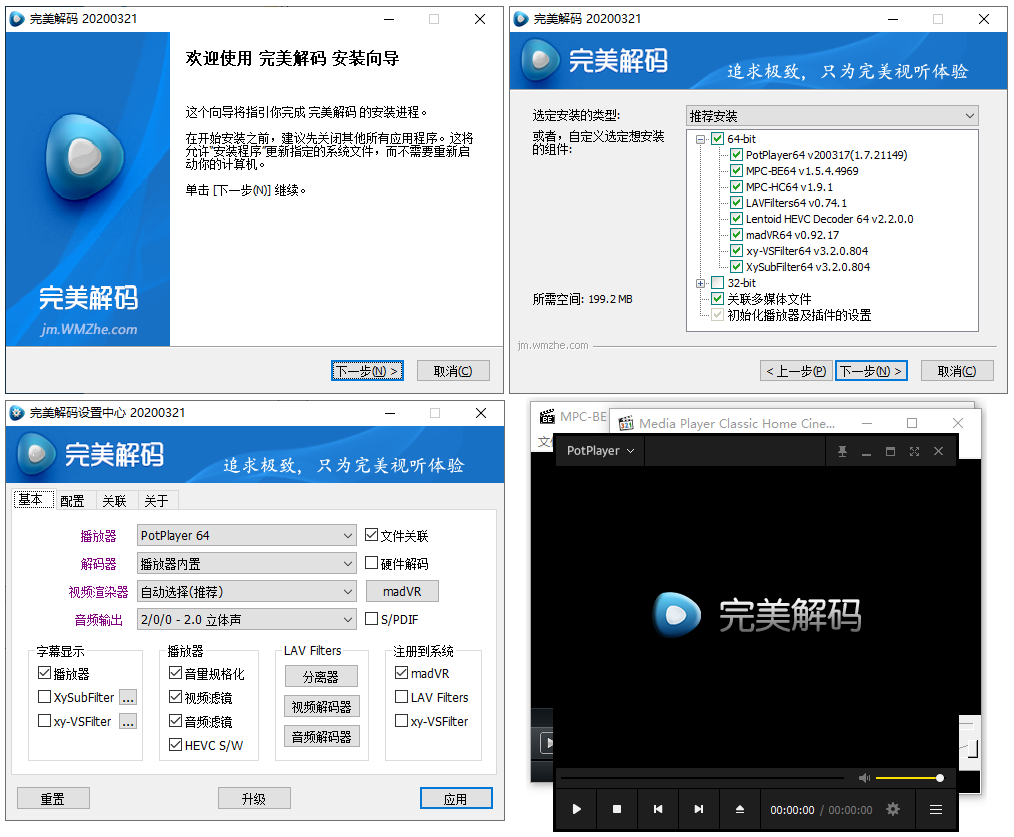 完美解码 20200321
欢迎使用 完美解码 安装向导
这个向导将指引你完成 完美解码 的安装进程。
在开始安装之前，建议先关闭其他所有应用程序。这将
允许"安装程序"更新指定的系统文件，而不需要重新启
动你的计算机。
单击 [下一步(N)] 继续。
完美解码
jm.WMZhe.com
下一步(N) >
取消(C)
完美解码 20200321
完美解码
追求极致，只为完美视听体验
选定安装的类型:
推荐安装
或者，自定义选定想安装
的组件:
64-bit
PotPlayer64 v200317(1.7.21149)
MPC-BE64 v1.5.4.4969
MPC-HC64 v1.9.1
LAVFilters64 v0.74.1
Lentoid HEVC Decoder 64 v2.2.0.0
madVR64 v0.92.17
xy-VSFilter64 v3.2.0.804
XySubFilter64 v3.2.0.804
32-bit
关联多媒体文件
初始化播放器及插件的设置
所需空间: 199.2 MB
jm.wmzhe.com
< 上一步(P)
下一步(N) >
取消(C)
完美解码设置中心 20200321
完美解码
追求极致，只为完美视听体验
基本
配置
关联
关于
播放器
PotPlayer 64
文件关联
解码器
播放器内置
硬件解码
视频渲染器
自动选择(推荐)
madVR
音频输出
2/0/0 - 2.0 立体声
S/PDIF
字幕显示
播放器
XySubFilter
...
xy-VSFilter
...
播放器
音量规格化
视频滤镜
音频滤镜
HEVC S/W
LAV Filters
分离器
视频解码器
音频解码器
注册到系统
madVR
LAV Filters
xy-VSFilter
重置
升级
应用
MPC-BE
Media Player Classic Home Cine...
PotPlayer
完美解码
00:00:00 / 00:00:00